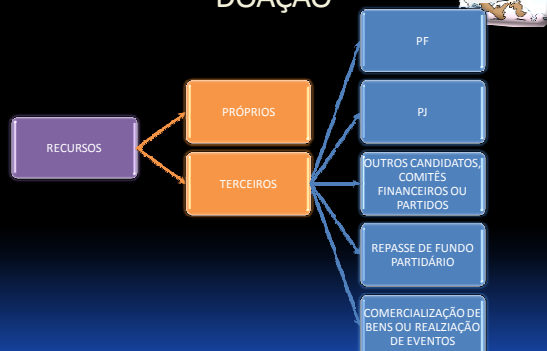 DOAÇÃO
PF
PRÓPRIOS
PJ
RECURSOS
TERCEIROS
OUTROS CANDIDATOS,
COMITÊS
FINANCEIROS OU
PARTIDOS
REPASSE DE FUNDO
PARTIDÁRIO
COMERCIALIZAÇÃO DE
BENS OU REALZIAÇÃO
DE EVENTOS